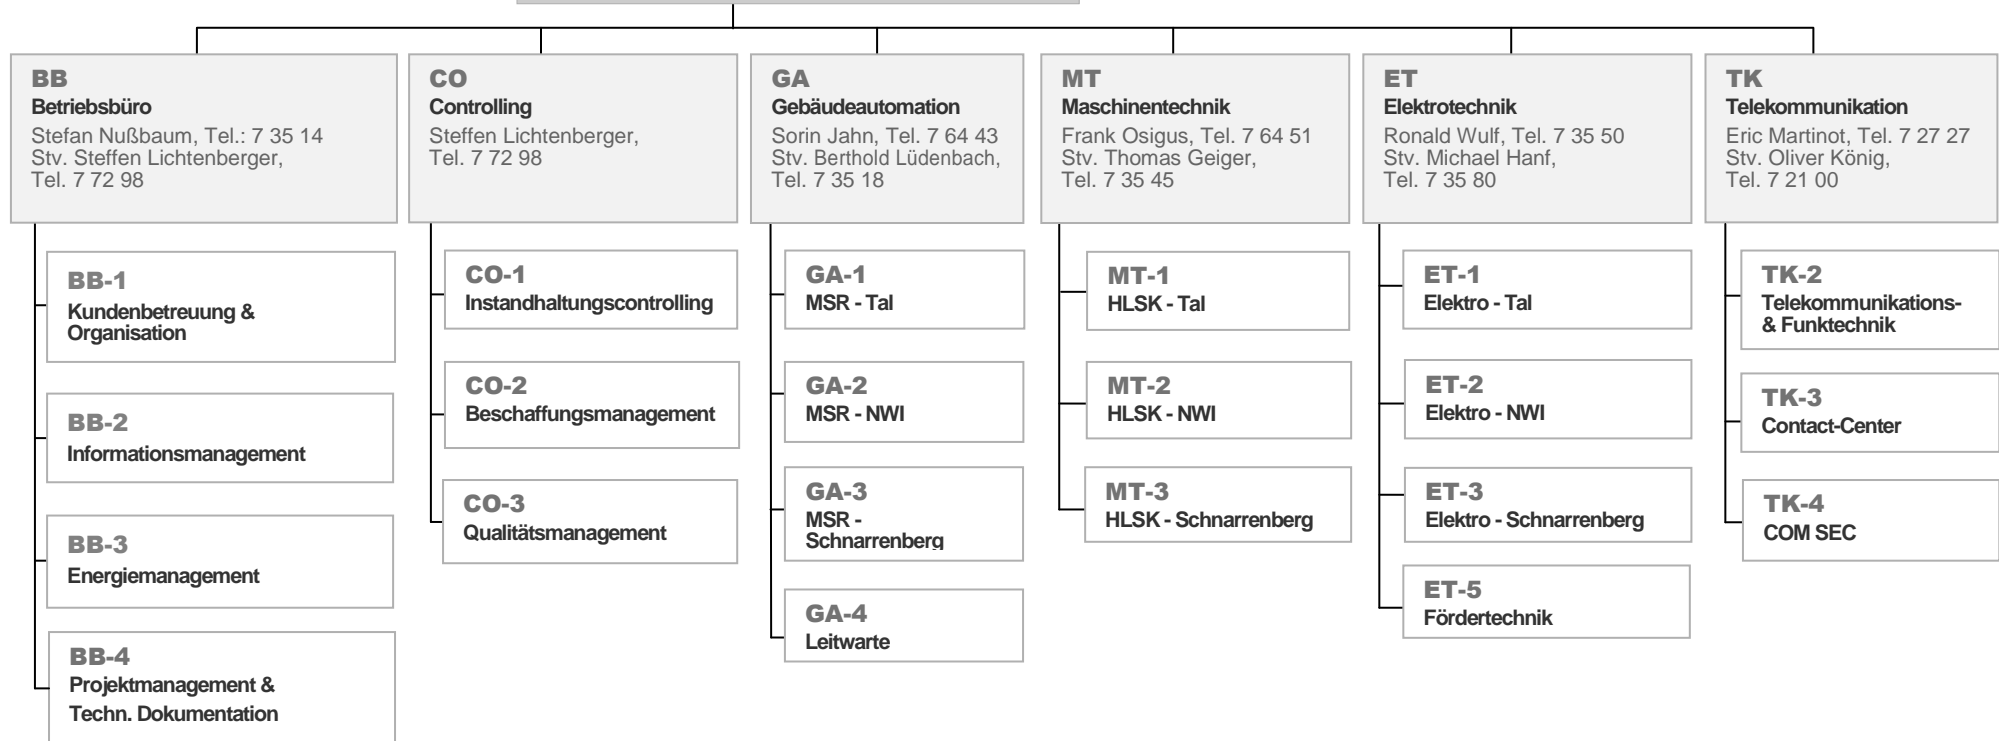 BB
Betriebsbüro
Stefan Nußbaum, Tel.: 7 35 14
Stv. Steffen Lichtenberger,
Tel. 7 72 98
BB-1
Kundenbetreuung &
Organisation
BB-2
Informationsmanagement
BB-3
Energiemanagement
BB-4
Projektmanagement &
Techn. Dokumentation
CO
Controlling
Steffen Lichtenberger,
Tel. 7 72 98
CO-1
Instandhaltungscontrolling
CO-2
Beschaffungsmanagement
CO-3
Qualitätsmanagement
GA
Gebäudeautomation
Sorin Jahn, Tel. 7 64 43
Stv. Berthold Lüdenbach,
Tel. 7 35 18
GA-1
MSR - Tal
GA-2
MSR - NWI
GA-3
MSR -
Schnarrenberg
GA-4
Leitwarte
MT
Maschinentechnik
Frank Osigus, Tel. 7 64 51
Stv. Thomas Geiger,
Tel. 7 35 45
MT-1
HLSK - Tal
MT-2
HLSK - NWI
MT-3
HLSK - Schnarrenberg
ET
Elektrotechnik
Ronald Wulf, Tel. 7 35 50
Stv. Michael Hanf,
Tel. 7 35 80
ET-1
Elektro - Tal
ET-2
Elektro - NWI
ET-3
Elektro - Schnarrenberg
ET-5
Fördertechnik
TK
Telekommunikation
Eric Martinot, Tel. 7 27 27
Stv. Oliver König,
Tel. 7 21 00
TK-2
Telekommunikations-
& Funktechnik
TK-3
Contact-Center
TK-4
COM SEC